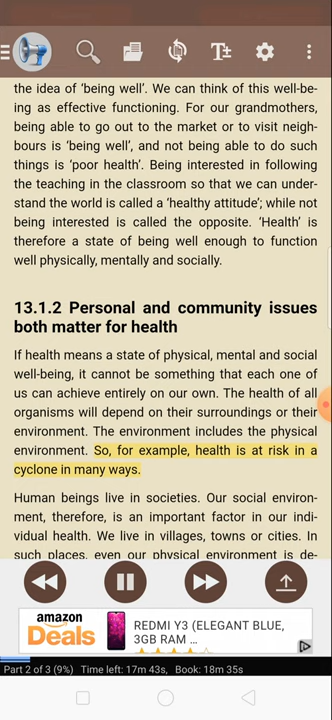 the idea of ‘being well’. We can think of this well-be-
ing as effective functioning. For our grandmothers,
being able to go out to the market or to visit neigh-
bours is ‘being well’, and not being able to do such
things is ‘poor health’. Being interested in following
the teaching in the classroom so that we can under-
stand the world is called a ‘healthy attitude’; while not
being interested is called the opposite. ‘Health’ is
therefore a state of being well enough to function
well physically, mentally and socially.
13.1.2 Personal and community issues
both matter for health
If health means a state of physical, mental and social
well-being, it cannot be something that each one of
us can achieve entirely on our own. The health of all
organisms will depend on their surroundings or their
environment. The environment includes the physical
environment. So, for example, health is at risk in a
cyclone in many ways.
Human beings live in societies. Our social environ-
ment, therefore, is an important factor in our indi-
vidual health. We live in villages, towns or cities. In
such places, even our physical environment is de-
amazon
Deals
REDMI Y3 (ELEGANT BLUE,
3GB RAM ...
Part 2 of 3 (9%) Time left: 17m 43s, Book: 18m 35s